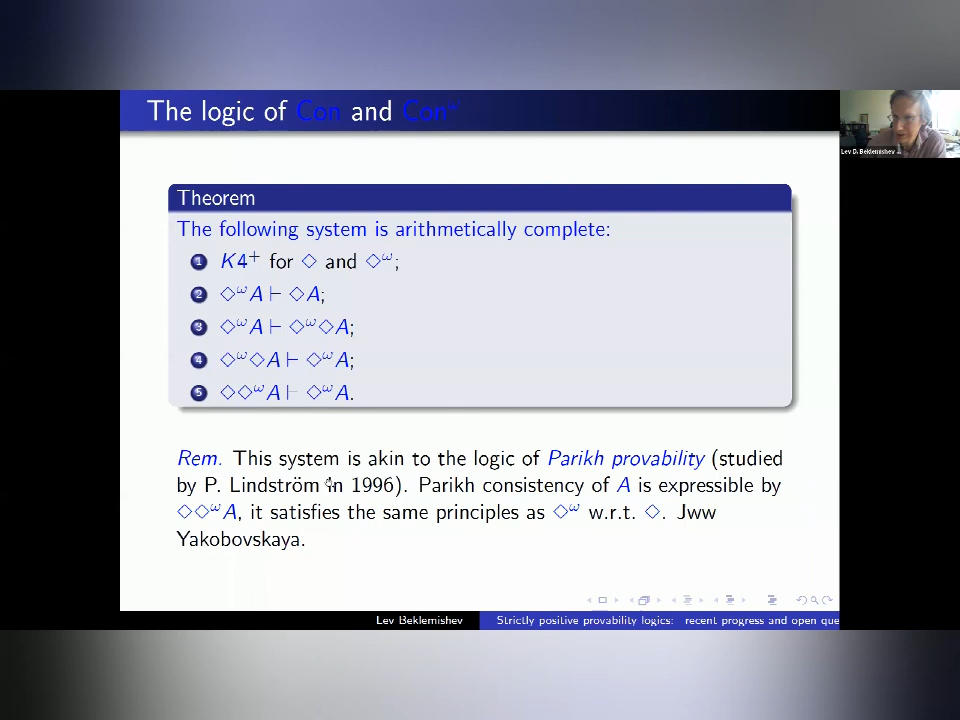 The logic of Con and Con^ω
Lev D. Beklemishev
Theorem
The following system is arithmetically complete:
1 K4⁺ for ◇ and ◇^ω;
2 ◇^ω A ⊢ ◇A;
3 ◇^ω A ⊢ ◇^ω ◇A;
4 ◇^ω ◇A ⊢ ◇^ω A;
5 ◇◇^ω A ⊢ ◇^ω A.
Rem. This system is akin to the logic of Parikh provability (studied
by P. Lindström in 1996). Parikh consistency of A is expressible by
◇◇^ω A, it satisfies the same principles as ◇^ω w.r.t. ◇. Jww
Yakobovskaya.
Lev Beklemishev Strictly positive provability logics: recent progress and open que